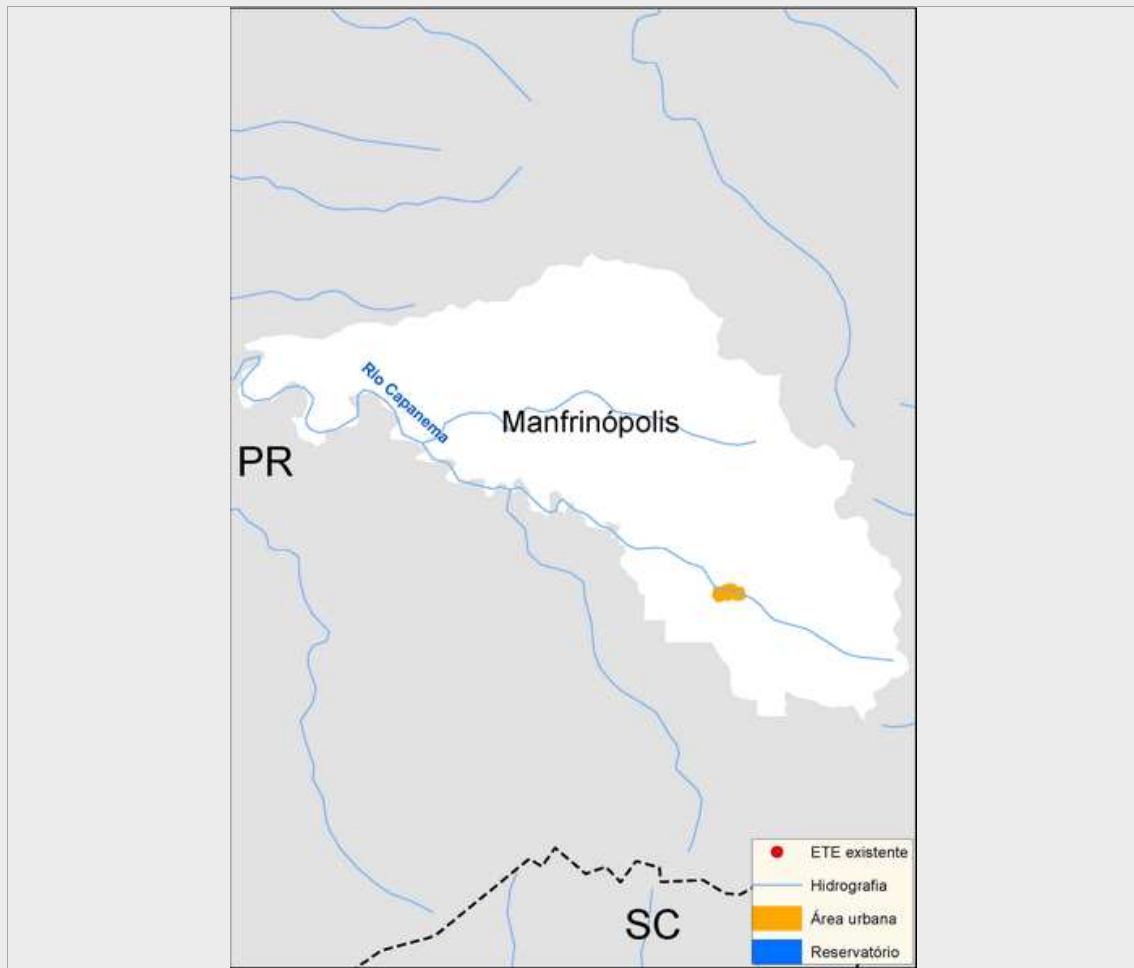 Rio Capanema
Manfrinópolis
PR
SC
ETE existente
Hidrografia
Área urbana
Reservatório